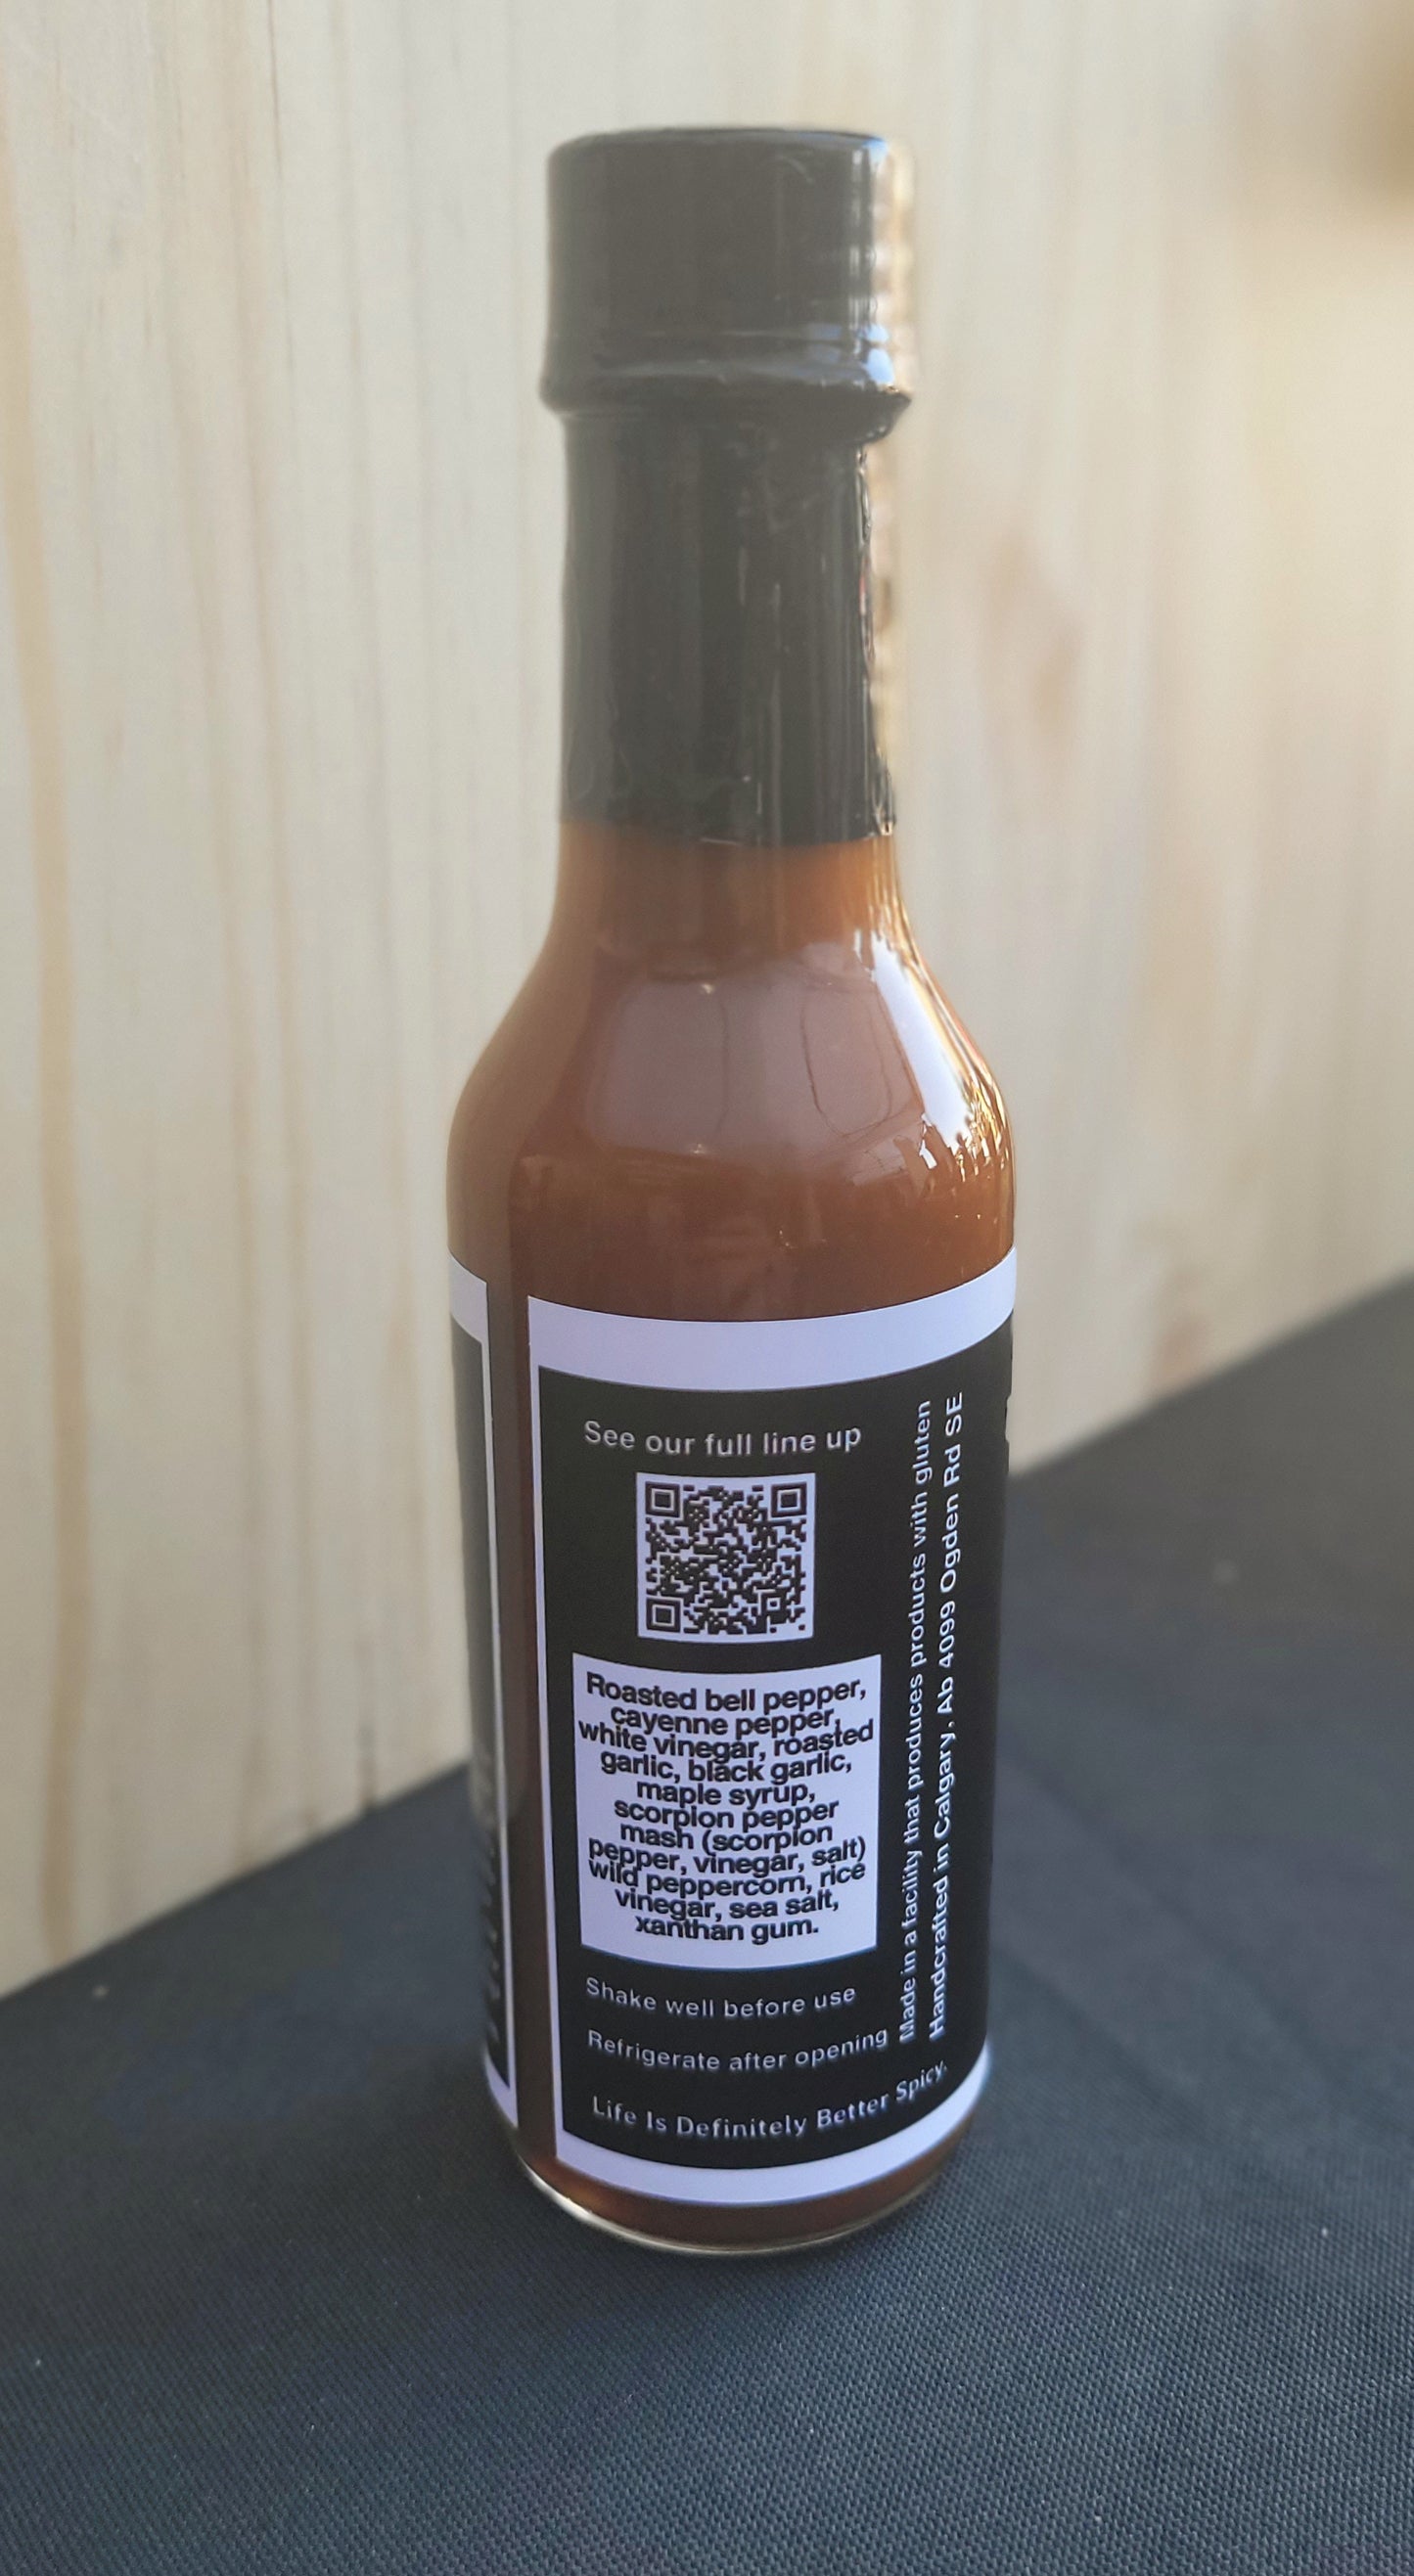 See our full line up
Roasted bell pepper,
cayenne pepper,
white vinegar, roasted
garlic, black garlic,
maple syrup,
scorpion pepper
mash (scorpion
pepper, vinegar, salt)
wild peppercorn, rice
vinegar, sea salt,
xanthan gum.
Shake well before use
Refrigerate after opening
Life Is Definitely Better Spicy.
Made in a facility that produces products with gluten
Handcrafted in Calgary, Ab 4099 Ogden Rd SE